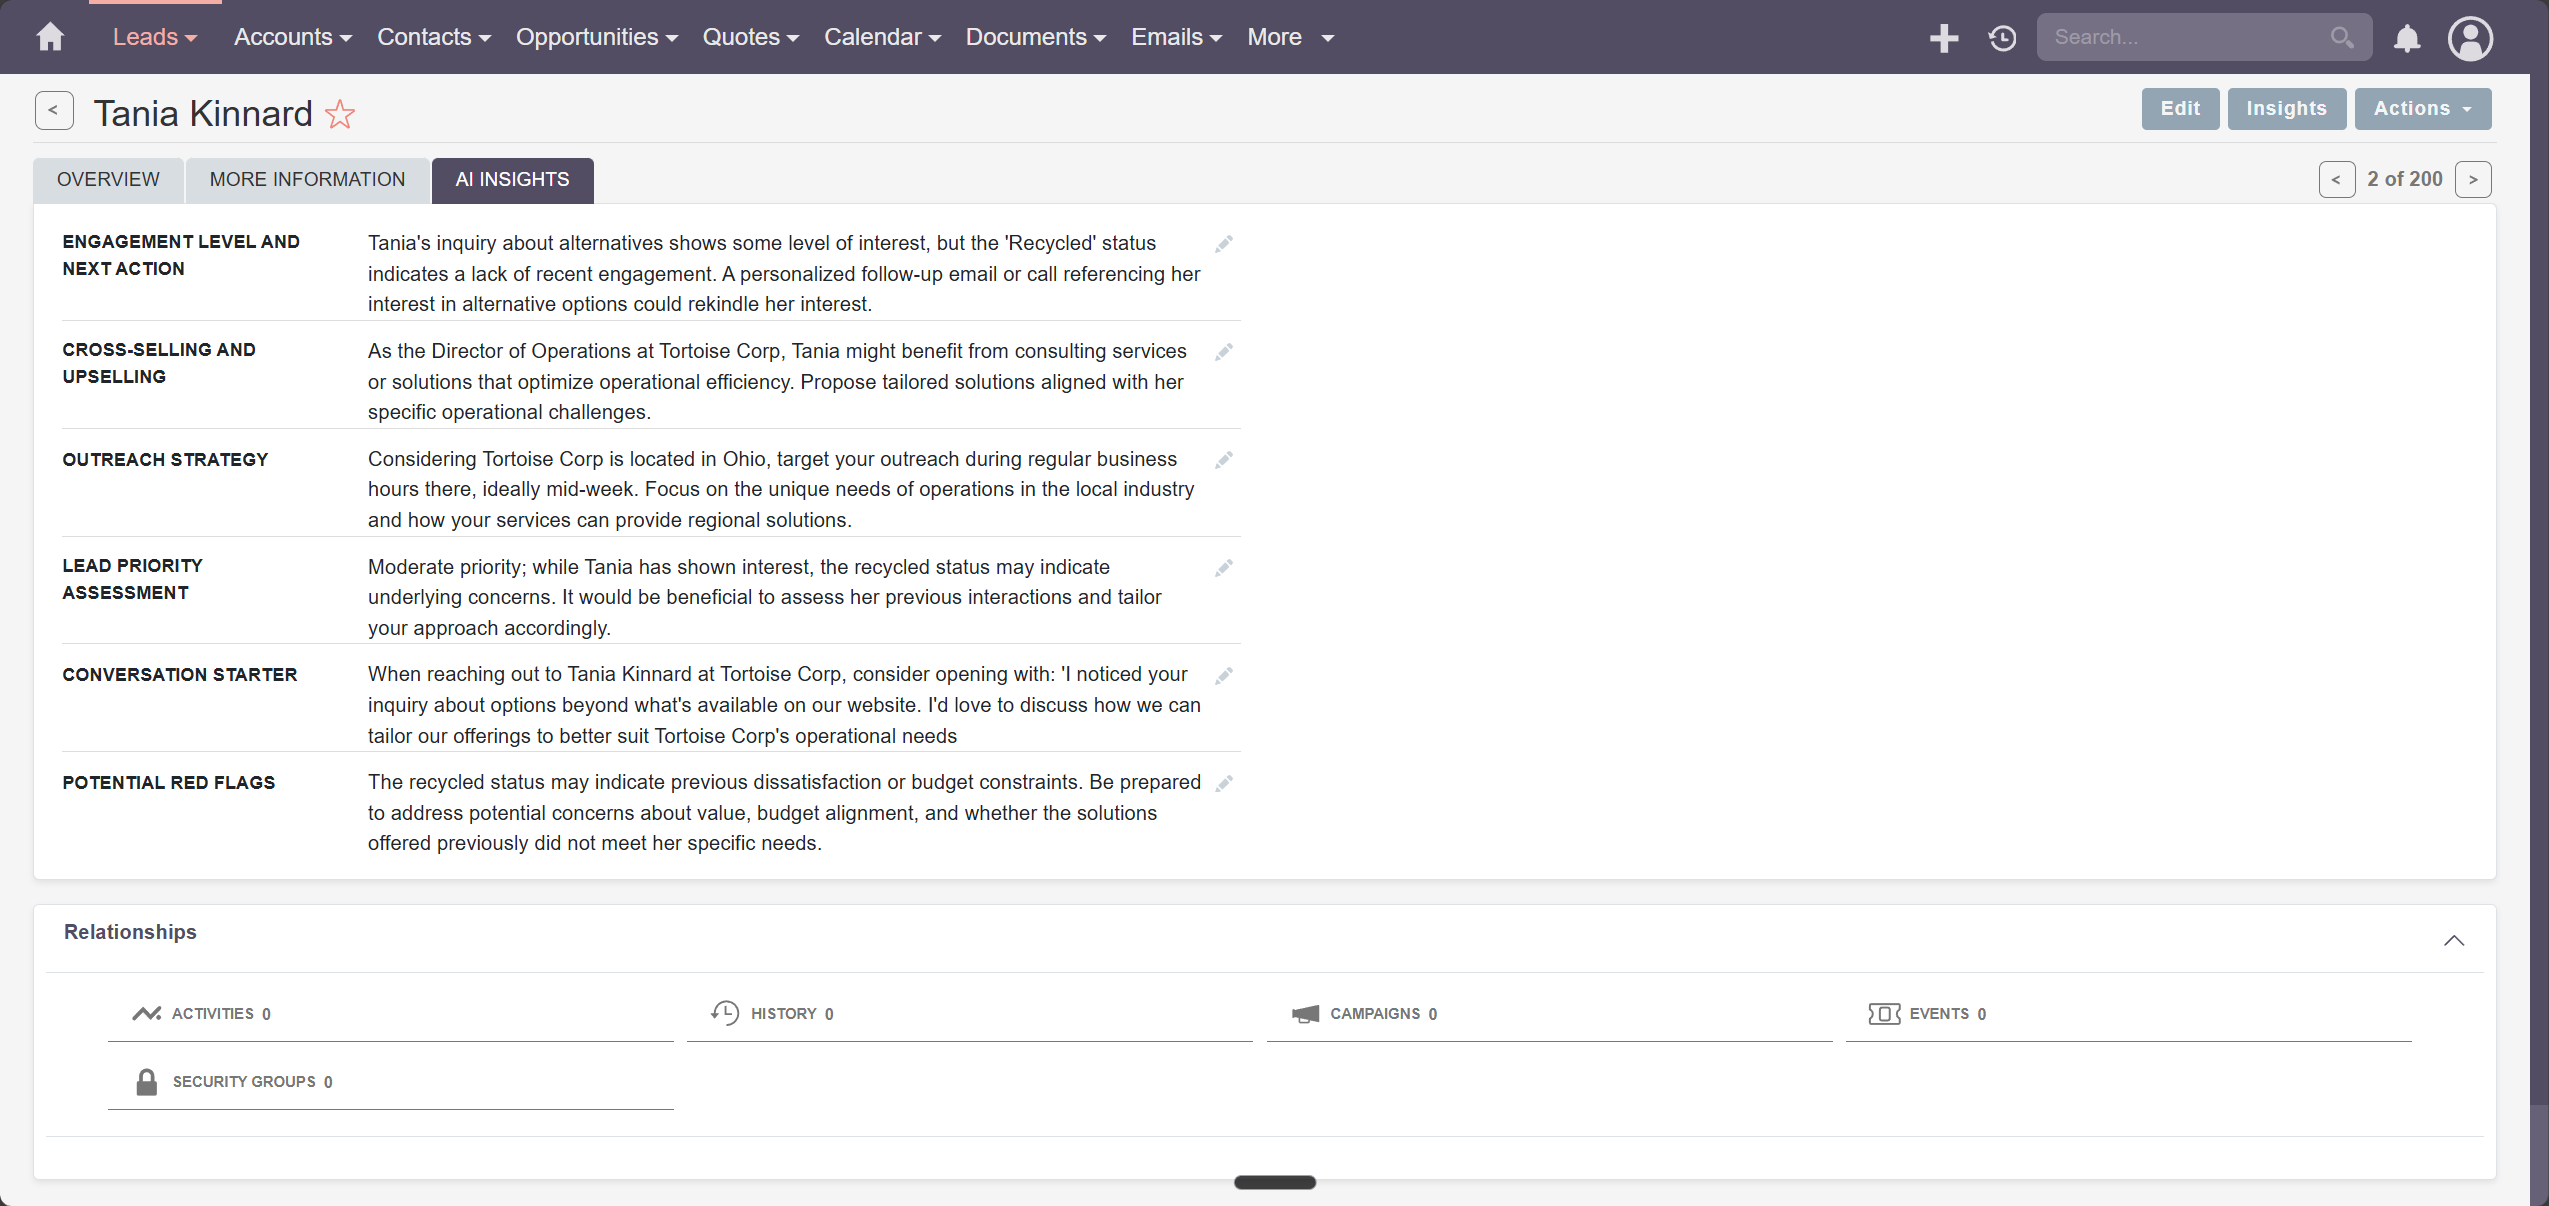 Leads Accounts Contacts Opportunities Quotes Calendar Documents Emails More Search...
< Tania Kinnard Edit Insights Actions
OVERVIEW MORE INFORMATION AI INSIGHTS < 2 of 200 >
ENGAGEMENT LEVEL AND
NEXT ACTION
Tania's inquiry about alternatives shows some level of interest, but the 'Recycled' status
indicates a lack of recent engagement. A personalized follow-up email or call referencing her
interest in alternative options could rekindle her interest.
CROSS-SELLING AND
UPSELLING
As the Director of Operations at Tortoise Corp, Tania might benefit from consulting services
or solutions that optimize operational efficiency. Propose tailored solutions aligned with her
specific operational challenges.
OUTREACH STRATEGY
Considering Tortoise Corp is located in Ohio, target your outreach during regular business
hours there, ideally mid-week. Focus on the unique needs of operations in the local industry
and how your services can provide regional solutions.
LEAD PRIORITY
ASSESSMENT
Moderate priority; while Tania has shown interest, the recycled status may indicate
underlying concerns. It would be beneficial to assess her previous interactions and tailor
your approach accordingly.
CONVERSATION STARTER
When reaching out to Tania Kinnard at Tortoise Corp, consider opening with: 'I noticed your
inquiry about options beyond what's available on our website. I'd love to discuss how we can
tailor our offerings to better suit Tortoise Corp's operational needs
POTENTIAL RED FLAGS
The recycled status may indicate previous dissatisfaction or budget constraints. Be prepared
to address potential concerns about value, budget alignment, and whether the solutions
offered previously did not meet her specific needs.
Relationships
ACTIVITIES 0 HISTORY 0 CAMPAIGNS 0 EVENTS 0
SECURITY GROUPS 0